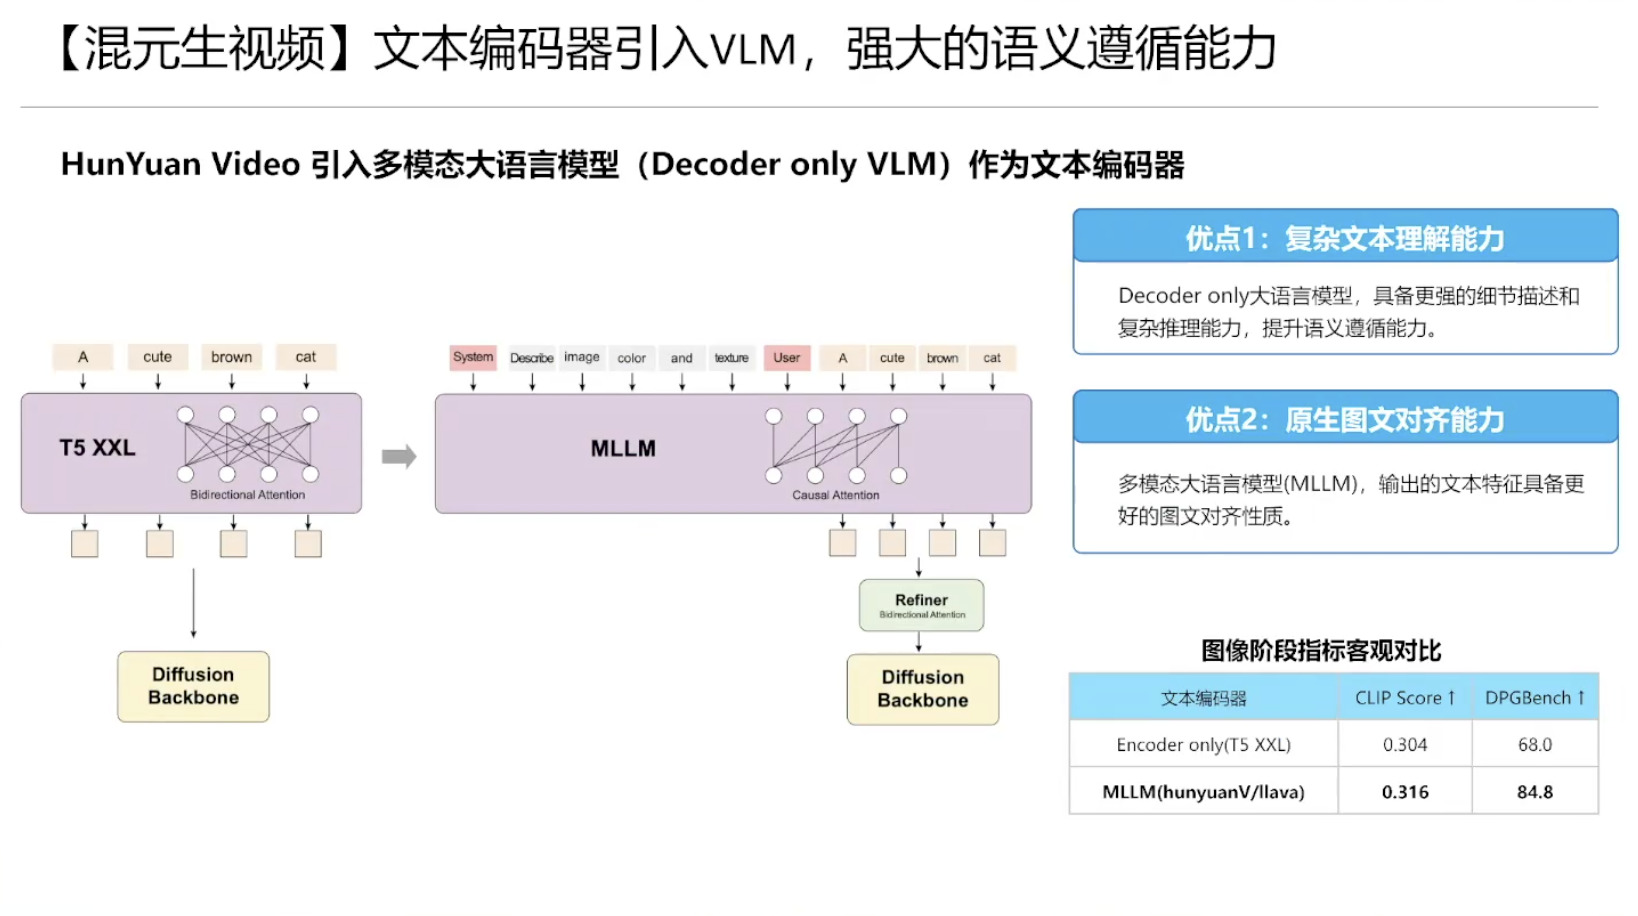 【混元生视频】文本编码器引入VLM，强大的语义遵循能力
HunYuan Video 引入多模态大语言模型（Decoder only VLM）作为文本编码器
A cute brown cat
T5 XXL
Bidirectional Attention
Diffusion
Backbone
System Describe image color and texture User A cute brown cat
MLLM
Causal Attention
Refiner
Bidirectional Attention
Diffusion
Backbone
优点1：复杂文本理解能力
Decoder only大语言模型，具备更强的细节描述和
复杂推理能力，提升语义遵循能力。
优点2：原生图文对齐能力
多模态大语言模型(MLLM)，输出的文本特征具备更
好的图文对齐性质。
图像阶段指标客观对比
文本编码器 CLIP Score ↑ DPGBench ↑
Encoder only(T5 XXL) 0.304 68.0
MLLM(hunyuanV/llava) 0.316 84.8